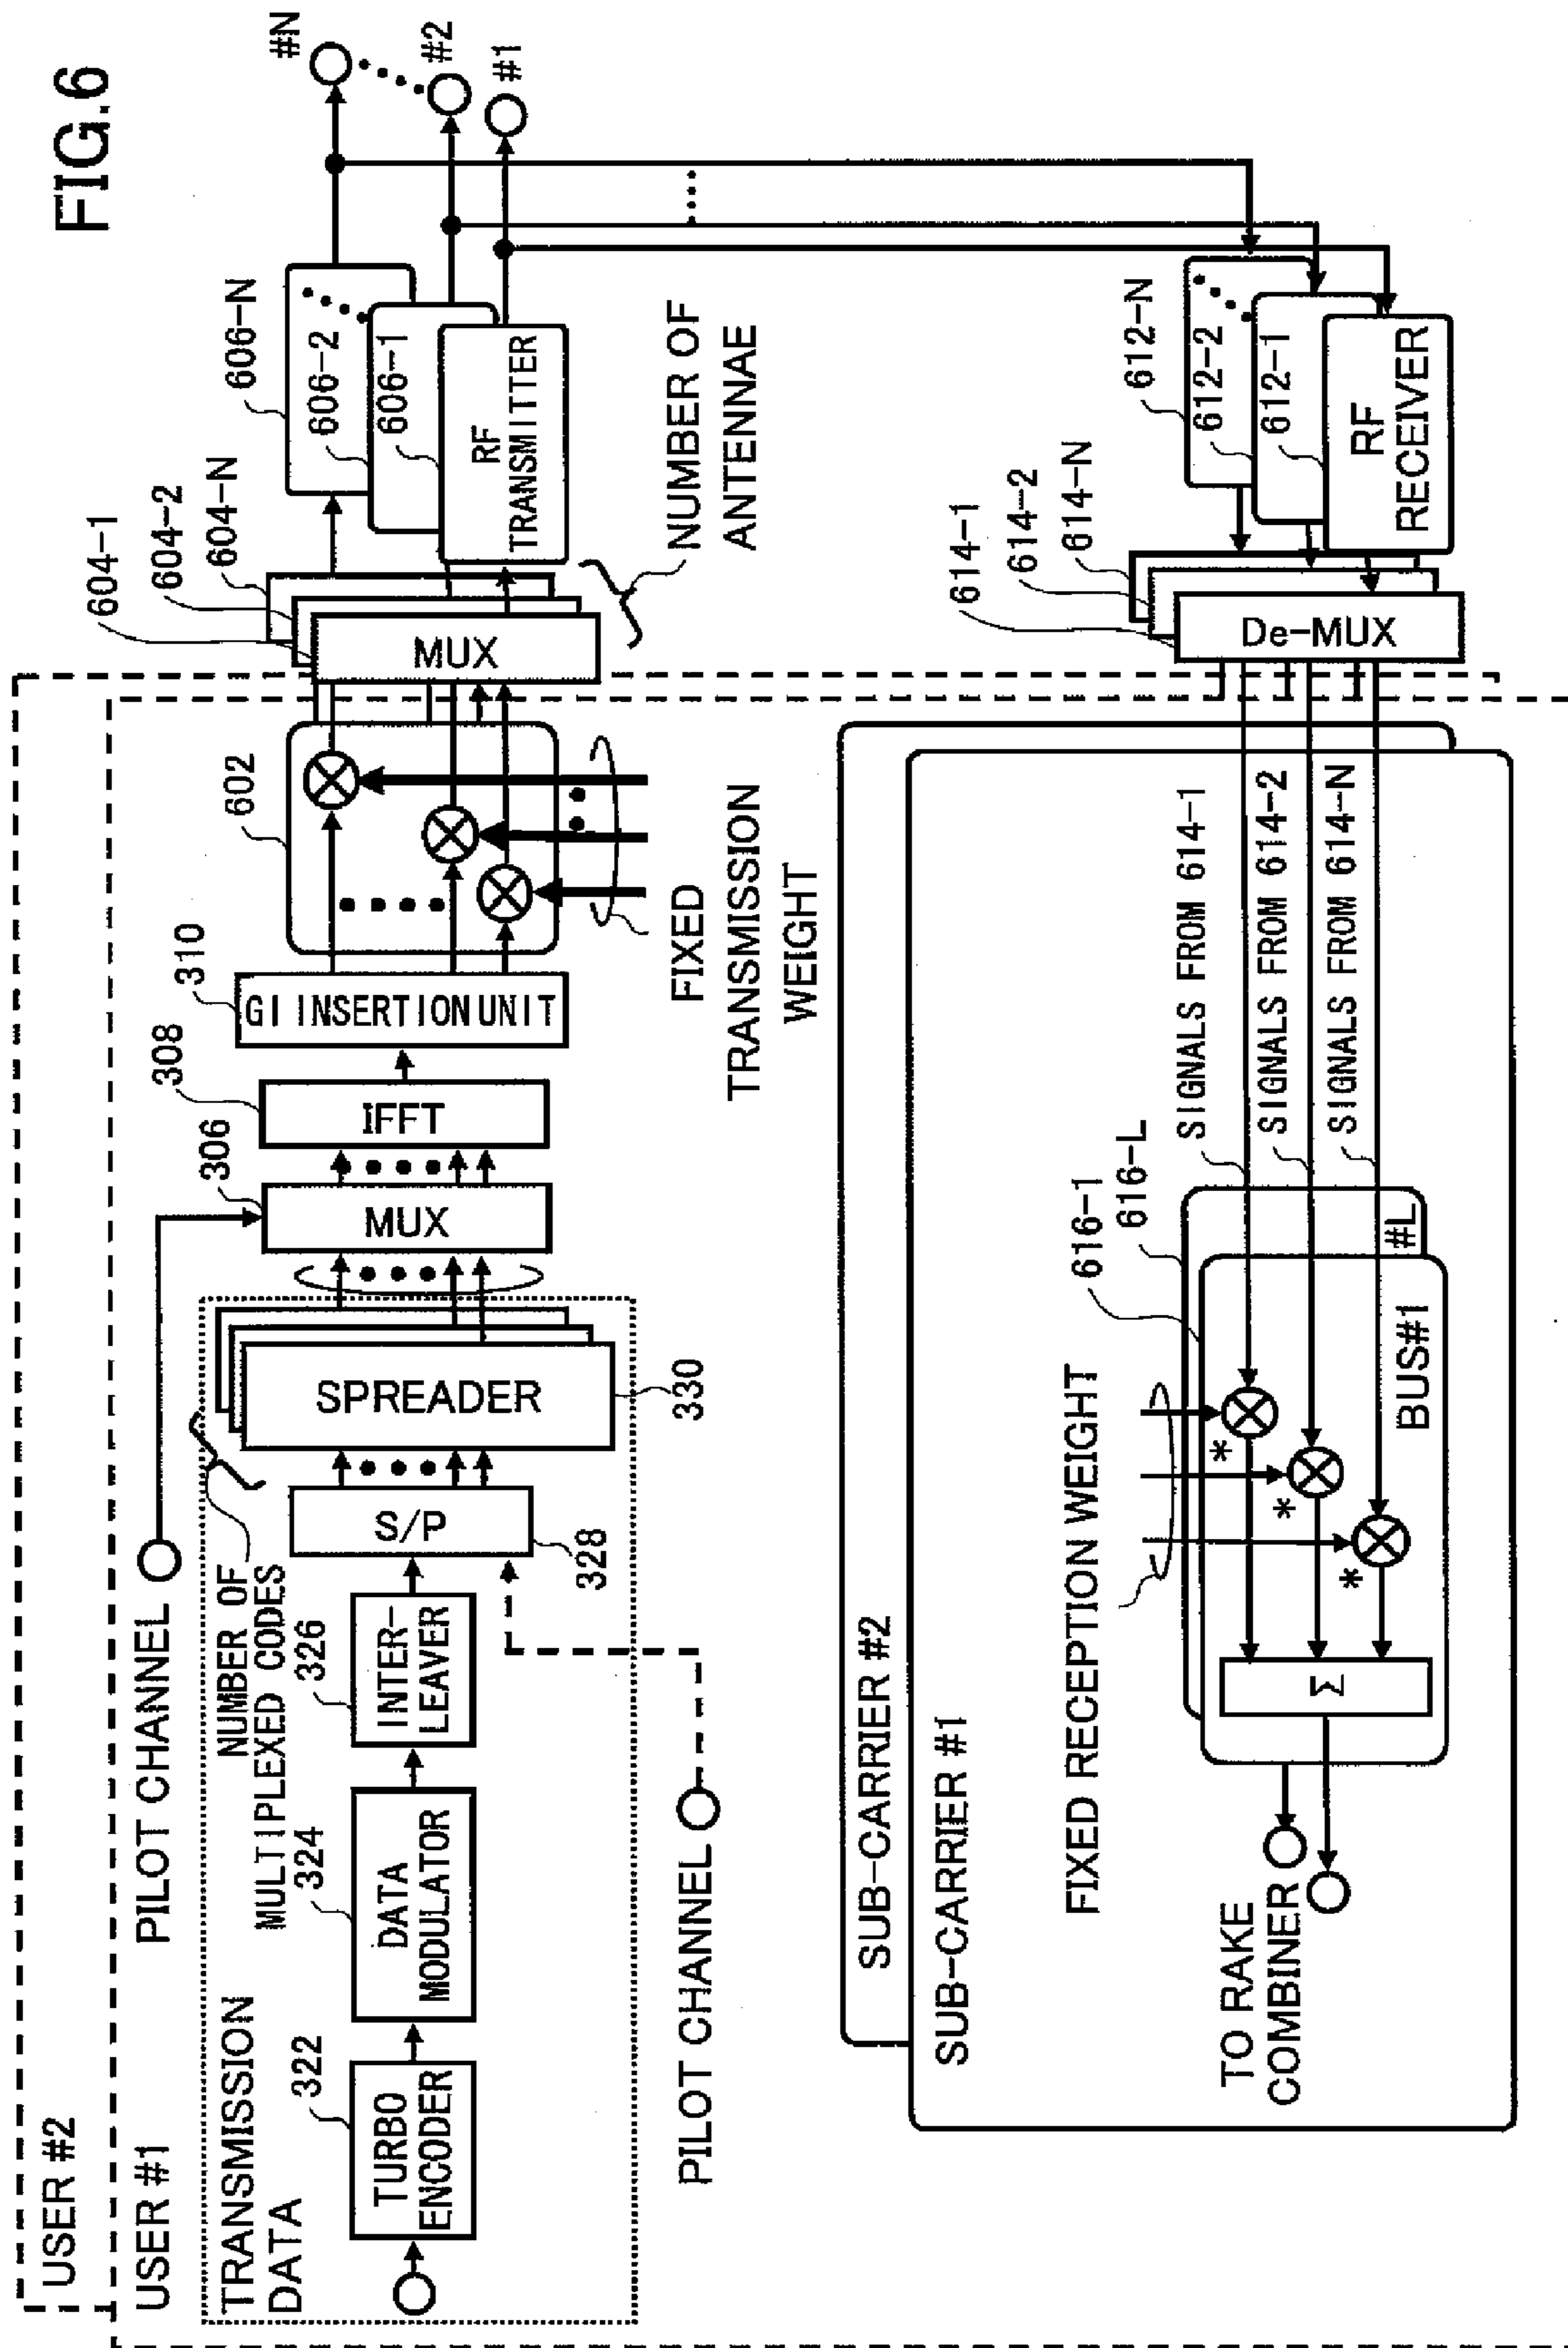 FIG.6
USER #2
USER #1
PILOT CHANNEL
TRANSMISSION
DATA
322
TURBO
ENCODER
324
DATA
MODULATOR
326
INTER-
LEAVER
NUMBER OF
MULTIPLEXED CODES
S/P
328
SPREADER
330
PILOT CHANNEL
306
MUX
308
IFFT
310
GI INSERTION UNIT
602
FIXED
TRANSMISSION
WEIGHT
604-1
604-2
604-N
MUX
606-N
606-2
606-1
RF
TRANSMITTER
NUMBER OF
ANTENNAE
#N
#2
#1
612-N
612-2
612-1
RF
RECEIVER
614-1
614-2
614-N
De-MUX
SUB-CARRIER #2
SUB-CARRIER #1
SIGNALS FROM 614-1
SIGNALS FROM 614-2
SIGNALS FROM 614-N
616-1
616-L
FIXED RECEPTION WEIGHT
#L
BUS#1
*
*
*
Σ
TO RAKE
COMBINER